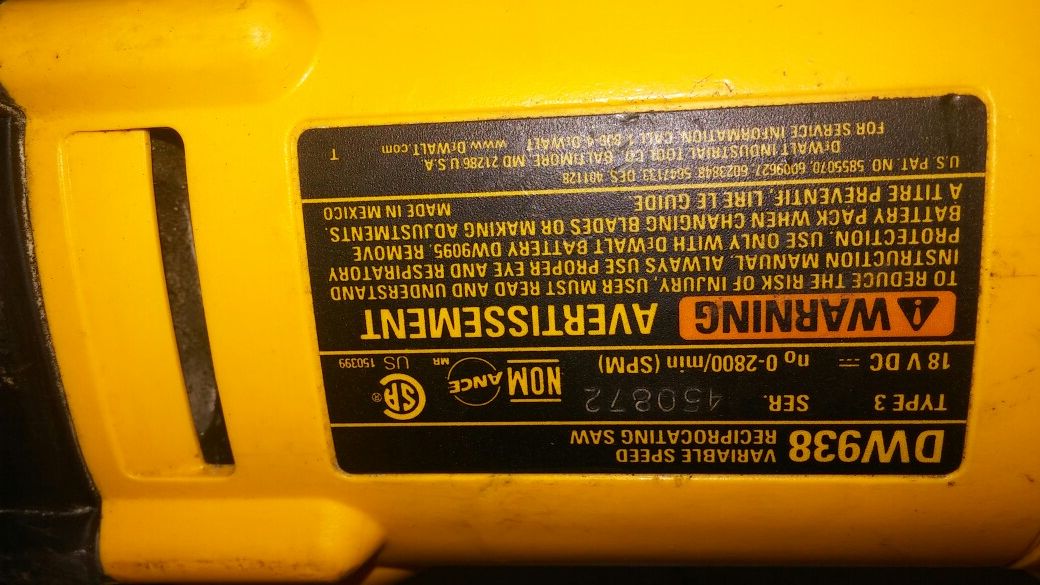 DW938 VARIABLE SPEED
RECIPROCATING SAW
TYPE 3 SER. 450872
18 V DC ⎓ n₀ 0-2800/min (SPM)
NOM ANCE MR
SA® US 150399
⚠WARNING AVERTISSEMENT
TO REDUCE THE RISK OF INJURY, USER MUST READ AND UNDERSTAND
INSTRUCTION MANUAL. ALWAYS USE PROPER EYE AND RESPIRATORY
PROTECTION. USE ONLY WITH DEWALT BATTERY DW9095. REMOVE
BATTERY PACK WHEN CHANGING BLADES OR MAKING ADJUSTMENTS.
A TITRE PREVENTIF, LIRE LE GUIDE MADE IN MEXICO
U.S. PAT. NO. 5855070, 6009627, 6023848 5647133, DES. 401128
DEWALT INDUSTRIAL TOOL CO., BALTIMORE, MD 21286 U.S.A
FOR SERVICE INFORMATION, CALL DEWALT www.DEWALT.com T